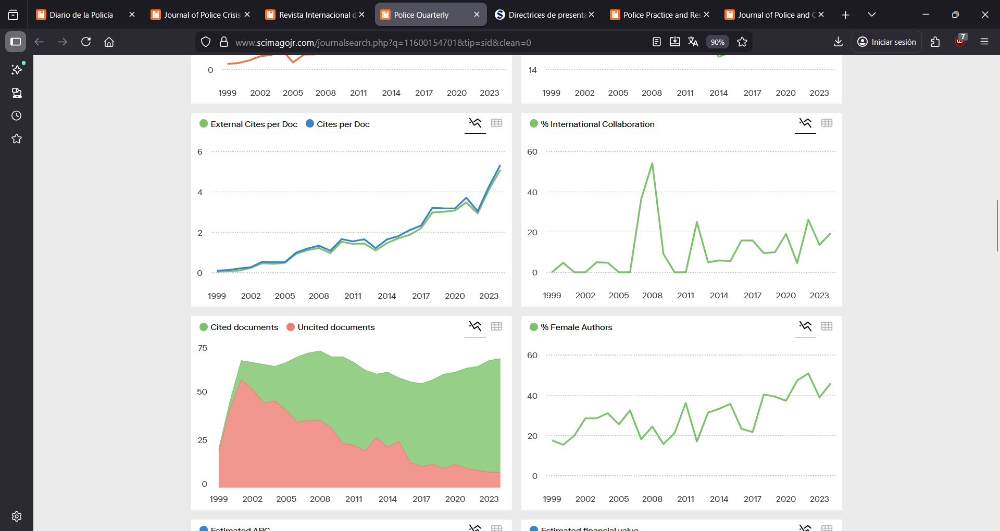 Diario de la Policía
Journal of Police Crisis
Revista Internacional d
Police Quarterly
Directrices de presenta
Police Practice and Res
Journal of Police and C
www.scimagojr.com/journalsearch.php?q=11600154701&tip=sid&clean=0
90%
Iniciar sesión
7
0
1999 2002 2005 2008 2011 2014 2017 2020 2023
14
1999 2002 2005 2008 2011 2014 2017 2020 2023
External Cites per Doc Cites per Doc
6
4
2
0
1999 2002 2005 2008 2011 2014 2017 2020 2023
% International Collaboration
60
40
20
0
1999 2002 2005 2008 2011 2014 2017 2020 2023
Cited documents Uncited documents
75
50
25
0
1999 2002 2005 2008 2011 2014 2017 2020 2023
% Female Authors
60
40
20
0
1999 2002 2005 2008 2011 2014 2017 2020 2023
Estimated APC
Estimated financial value